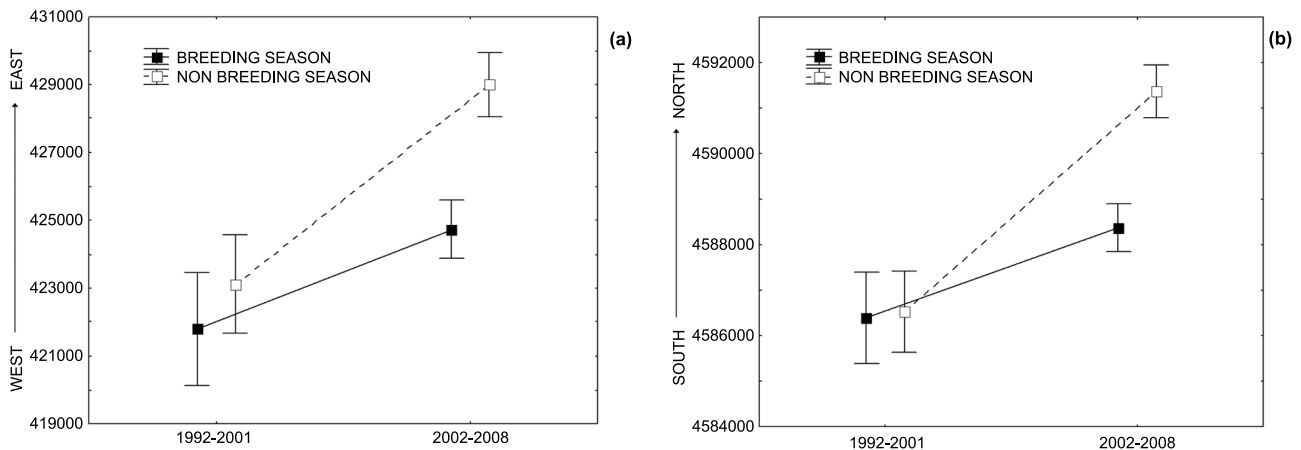 (a)
BREEDING SEASON
NON BREEDING SEASON
WEST
EAST
431000
429000
427000
425000
423000
421000
419000
1992-2001
2002-2008
(b)
BREEDING SEASON
NON BREEDING SEASON
SOUTH
NORTH
4592000
4590000
4588000
4586000
4584000
1992-2001
2002-2008